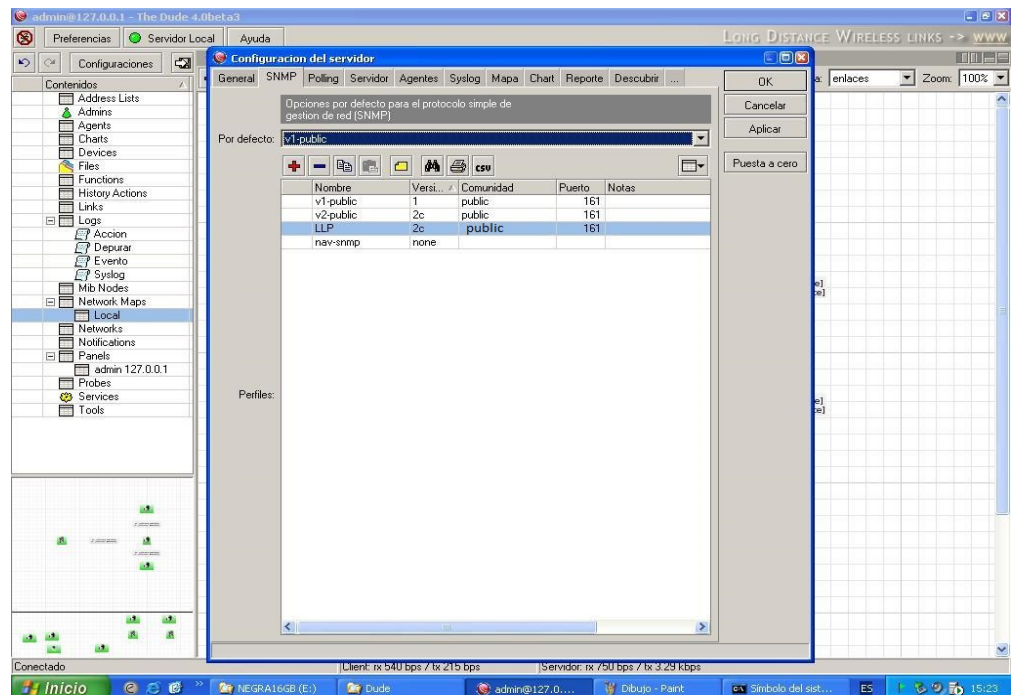 admin@127.0.0.1 - The Dude 4.0beta3
Preferencias Servidor Local Ayuda
LONG DISTANCE WIRELESS LINKS -> WWW
Configuraciones
enlaces Zoom: 100%
Contenidos
Address Lists
Admins
Agents
Charts
Devices
Files
Functions
History Actions
Links
Logs
Accion
Depurar
Evento
Syslog
Mib Nodes
Network Maps
Local
Networks
Notifications
Panels
admin 127.0.0.1
Probes
Services
Tools
Configuracion del servidor
General SNMP Polling Servidor Agentes Syslog Mapa Chart Reporte Descubrir ...
Opciones por defecto para el protocolo simple de
gestion de red (SNMP)
Por defecto: v1-public
csv
Nombre Versi... Comunidad Puerto Notas
v1-public 1 public 161
v2-public 2c public 161
LLP 2c public 161
nav-snmp none
Perfiles:
OK
Cancelar
Aplicar
Puesta a cero
Conectado Client: rx 540 bps / tx 215 bps Servidor: rx 750 bps / tx 3.29 kbps
Inicio NEGRA16GB (E:) Dude admin@127.0.... Dibujo - Paint Símbolo del sist... ES 15:23